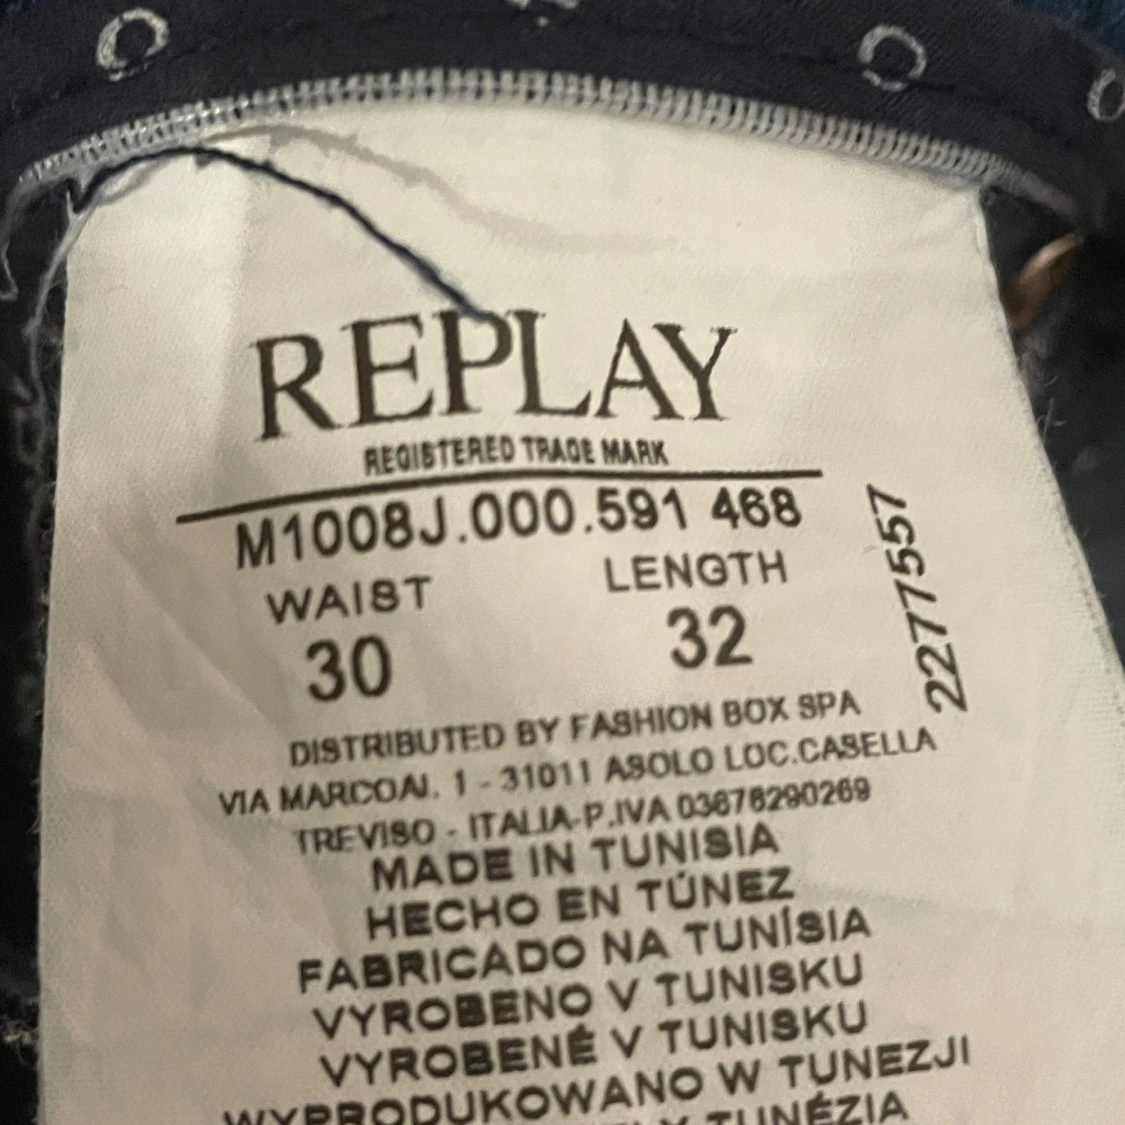 REPLAY
REGISTERED TRADE MARK
M1008J.000.591 468
WAIST LENGTH
30 32
2277557
DISTRIBUTED BY FASHION BOX SPA
VIA MARCOAI. 1 - 31011 ASOLO LOC.CASELLA
TREVISO - ITALIA-P.IVA 03678290269
MADE IN TUNISIA
HECHO EN TÚNEZ
FABRICADO NA TUNÍSIA
VYROBENO V TUNISKU
VYROBENÉ V TUNISKU
WYPRODUKOWANO W TUNEZJI
TUNÉZIA